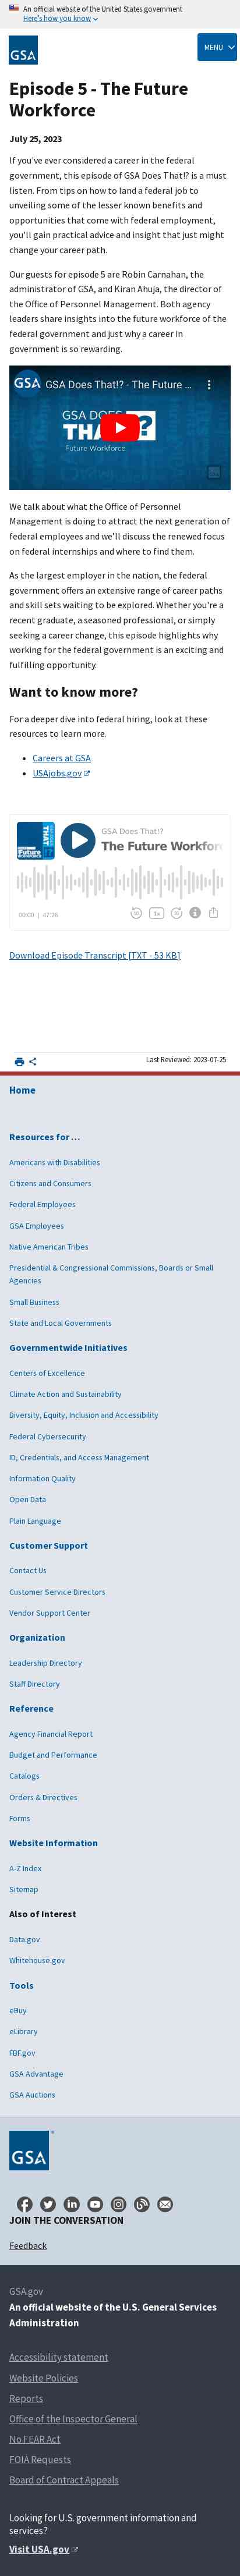 An official website of the United States government
Here's how you know
GSA
MENU
Episode 5 - The Future
Workforce
July 25, 2023
If you've ever considered a career in federal
government, this episode of GSA Does That!? is a must
listen. From tips on how to land a federal job to
unveiling some of the lesser known benefits and
opportunities that come with federal employment,
you'll gain practical advice and insight that just might
change your career path.
Our guests for episode 5 are Robin Carnahan, the
administrator of GSA, and Kiran Ahuja, the director of
the Office of Personnel Management. Both agency
leaders share insights into the future workforce of the
federal government and just why a career in
government is so rewarding.
GSA
GSA Does That!? - The Future ...
GSA DOES
THAT!?
Future Workforce
We talk about what the Office of Personnel
Management is doing to attract the next generation of
federal employees and we'll discuss the renewed focus
on federal internships and where to find them.
As the largest employer in the nation, the federal
government offers an extensive range of career paths
and skill sets waiting to be explored. Whether you're a
recent graduate, a seasoned professional, or simply
exploring a career change, this episode highlights why
working for the federal government is an exciting and
fulfilling opportunity.
Want to know more?
For a deeper dive into federal hiring, look at these
resources to learn more.
Careers at GSA
USAjobs.gov
THAT!?
GSA Does That!?
The Future Workforc
00:00 | 47:26
1x
Download Episode Transcript [TXT - 53 KB]
Last Reviewed: 2023-07-25
Home
Resources for …
Americans with Disabilities
Citizens and Consumers
Federal Employees
GSA Employees
Native American Tribes
Presidential & Congressional Commissions, Boards or Small
Agencies
Small Business
State and Local Governments
Governmentwide Initiatives
Centers of Excellence
Climate Action and Sustainability
Diversity, Equity, Inclusion and Accessibility
Federal Cybersecurity
ID, Credentials, and Access Management
Information Quality
Open Data
Plain Language
Customer Support
Contact Us
Customer Service Directors
Vendor Support Center
Organization
Leadership Directory
Staff Directory
Reference
Agency Financial Report
Budget and Performance
Catalogs
Orders & Directives
Forms
Website Information
A-Z Index
Sitemap
Also of Interest
Data.gov
Whitehouse.gov
Tools
eBuy
eLibrary
FBF.gov
GSA Advantage
GSA Auctions
GSA
JOIN THE CONVERSATION
Feedback
GSA.gov
An official website of the U.S. General Services
Administration
Accessibility statement
Website Policies
Reports
Office of the Inspector General
No FEAR Act
FOIA Requests
Board of Contract Appeals
Looking for U.S. government information and
services?
Visit USA.gov